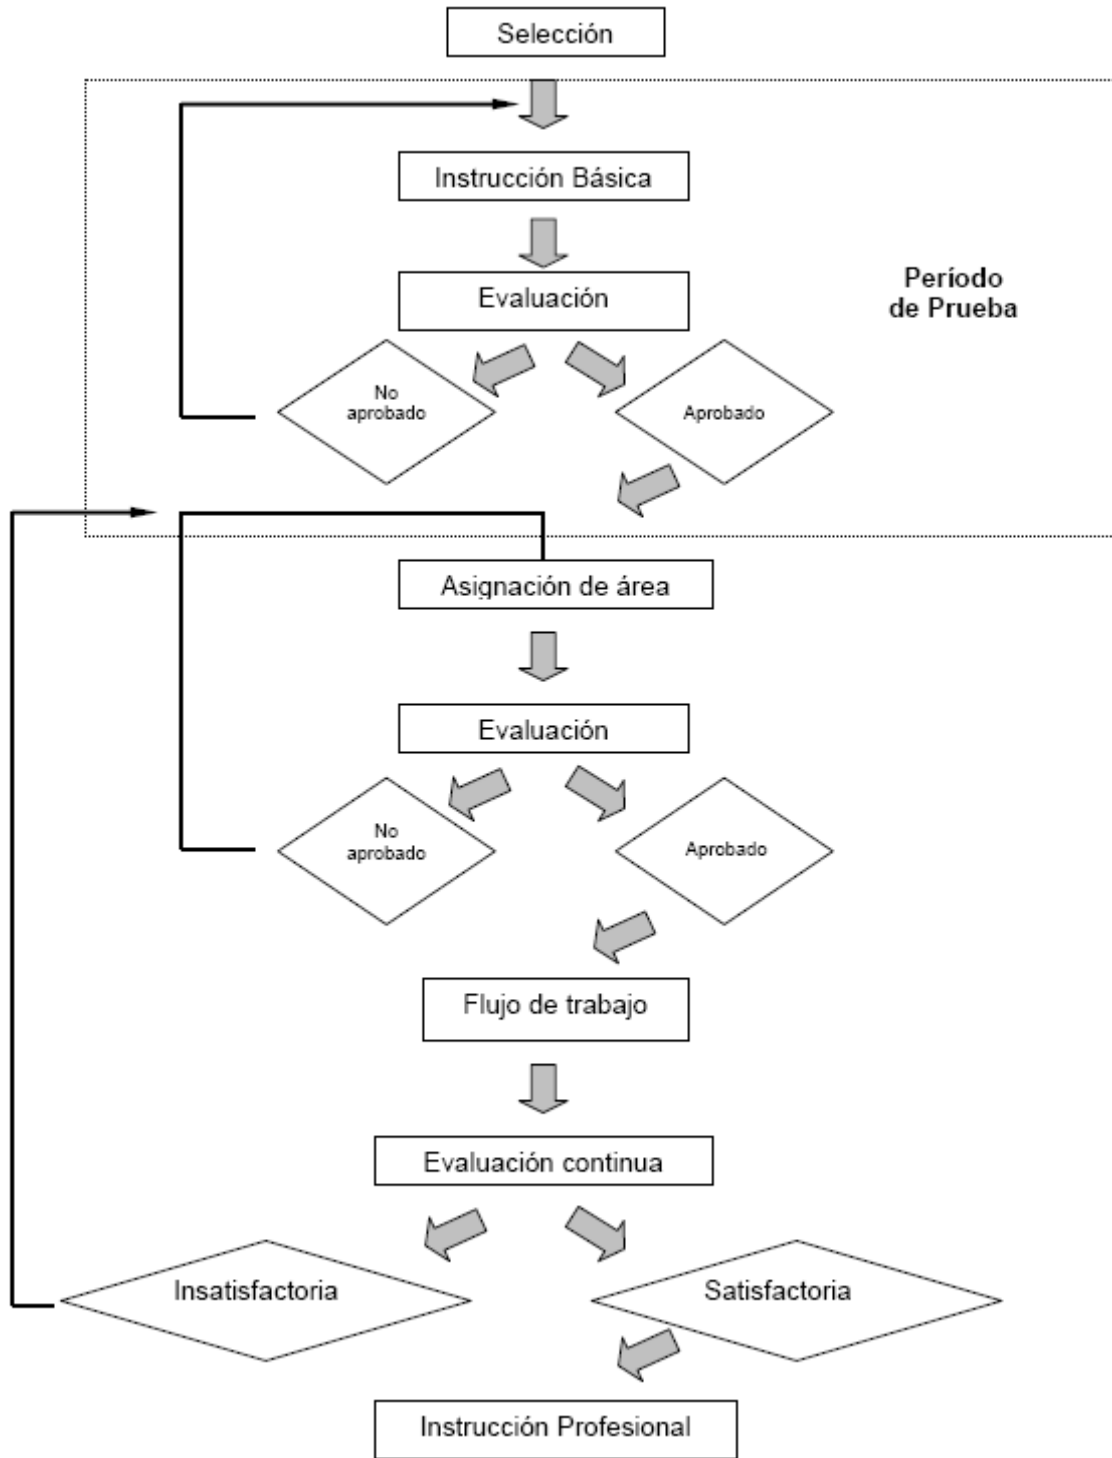 Selección
Instrucción Básica
Evaluación
Período
de Prueba
No
aprobado
Aprobado
Asignación de área
Evaluación
No
aprobado
Aprobado
Flujo de trabajo
Evaluación continua
Insatisfactoria
Satisfactoria
Instrucción Profesional